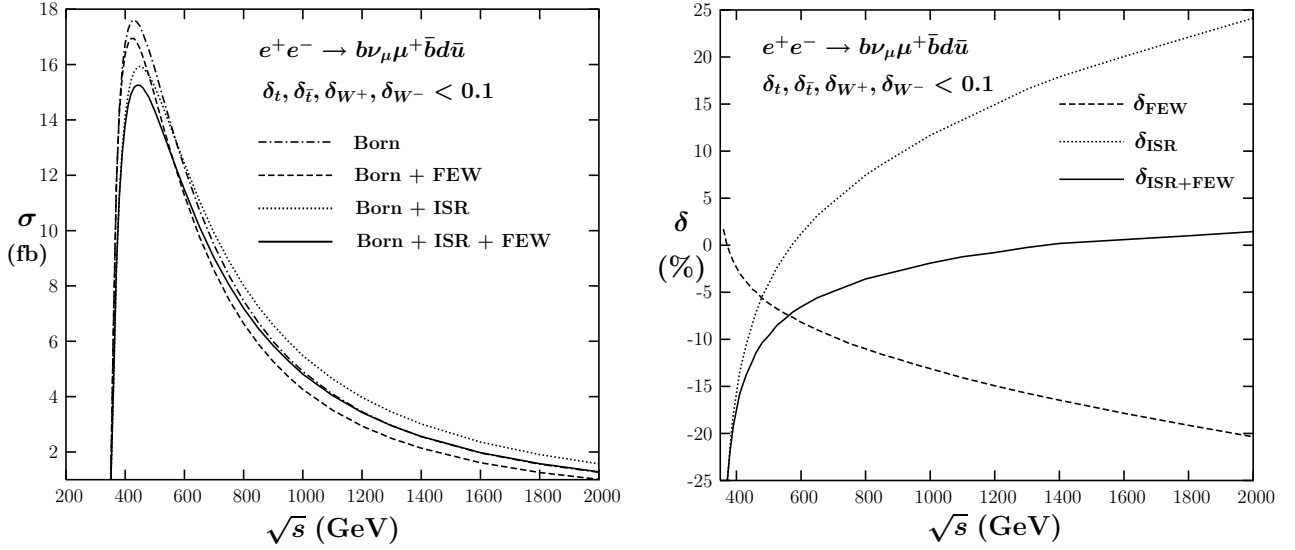 18
16
14
12
10
8
6
4
2
σ
(fb)
e⁺e⁻ → bν_μμ⁺b̄dū
δ_t, δ_t̄, δ_W⁺, δ_W⁻ < 0.1
Born
Born + FEW
Born + ISR
Born + ISR + FEW
200 400 600 800 1000 1200 1400 1600 1800 2000
√s (GeV)
25
20
15
10
5
0
-5
-10
-15
-20
-25
δ
(%)
e⁺e⁻ → bν_μμ⁺b̄dū
δ_t, δ_t̄, δ_W⁺, δ_W⁻ < 0.1
δ_FEW
δ_ISR
δ_ISR+FEW
400 600 800 1000 1200 1400 1600 1800 2000
√s (GeV)